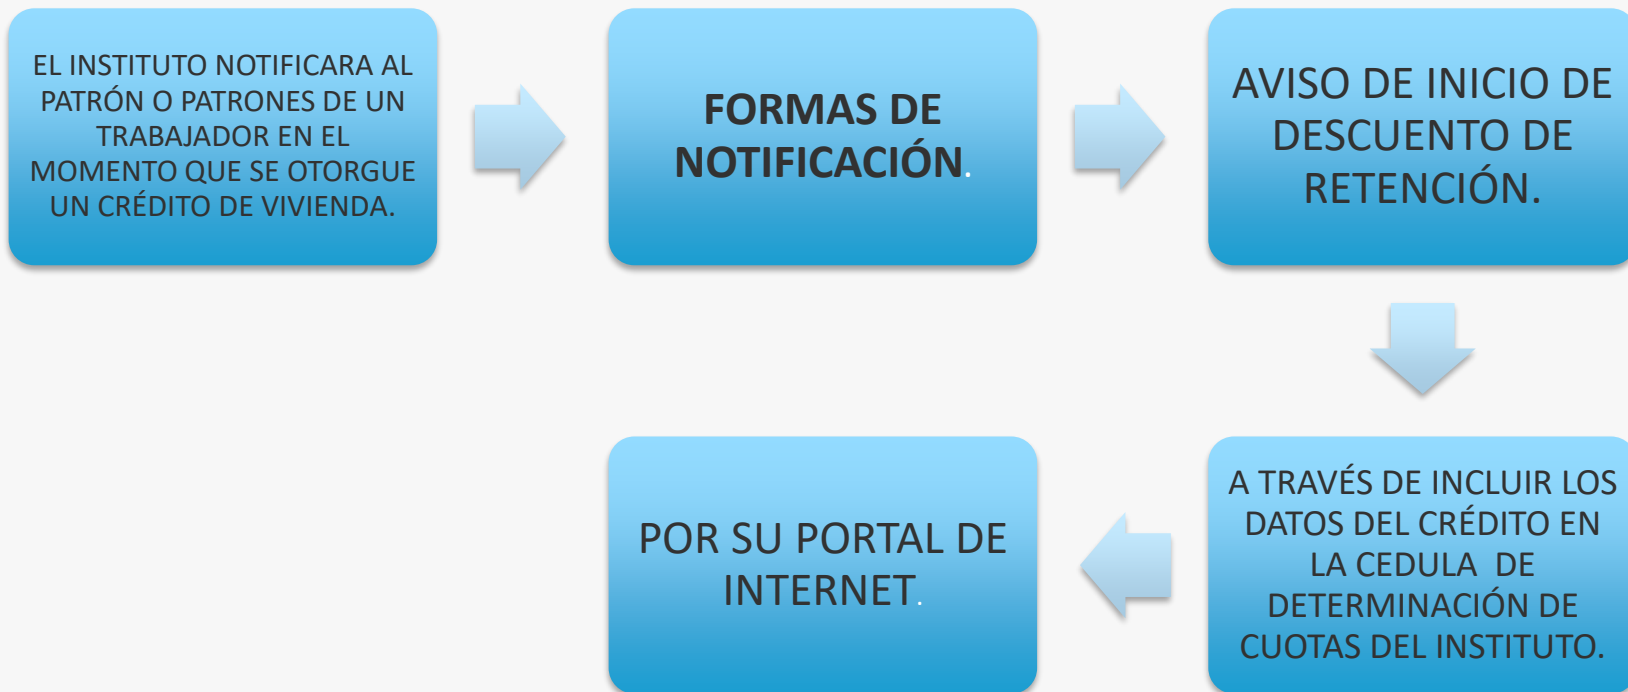 EL INSTITUTO NOTIFICARA AL
PATRÓN O PATRONES DE UN
TRABAJADOR EN EL
MOMENTO QUE SE OTORGUE
UN CRÉDITO DE VIVIENDA.
FORMAS DE
NOTIFICACIÓN.
AVISO DE INICIO DE
DESCUENTO DE
RETENCIÓN.
A TRAVÉS DE INCLUIR LOS
DATOS DEL CRÉDITO EN
LA CEDULA DE
DETERMINACIÓN DE
CUOTAS DEL INSTITUTO.
POR SU PORTAL DE
INTERNET.